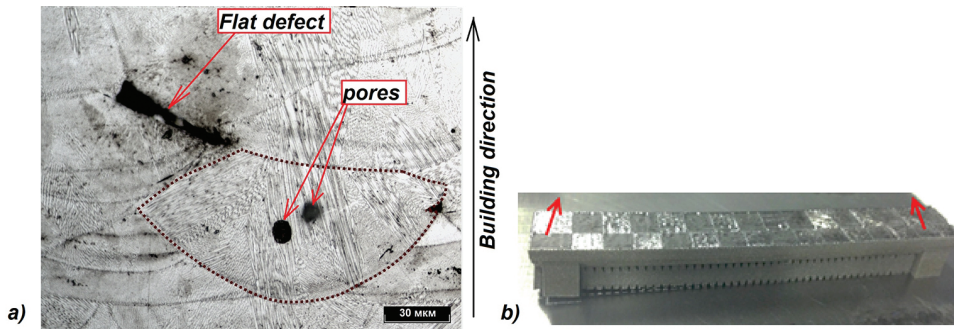 Flat defect
pores
Building direction
30 мкм
a)
b)